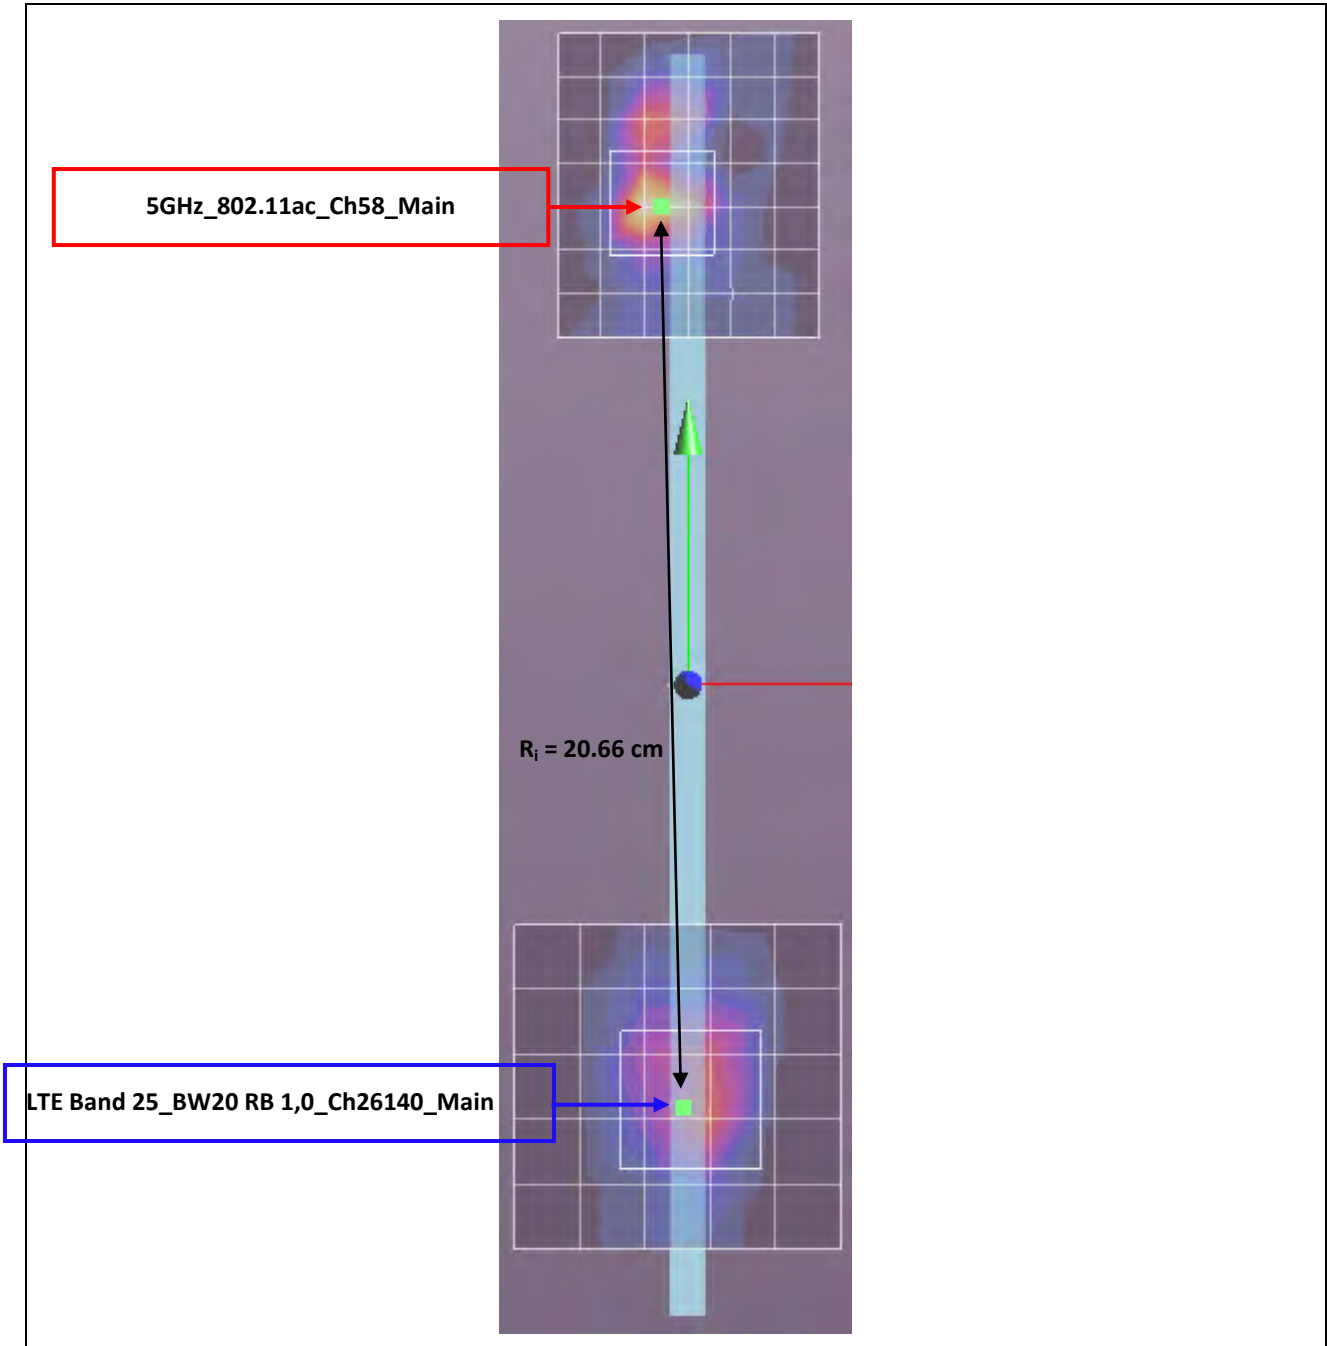 5GHz_802.11ac_Ch58_Main
Rᵢ = 20.66 cm
LTE Band 25_BW20 RB 1,0_Ch26140_Main